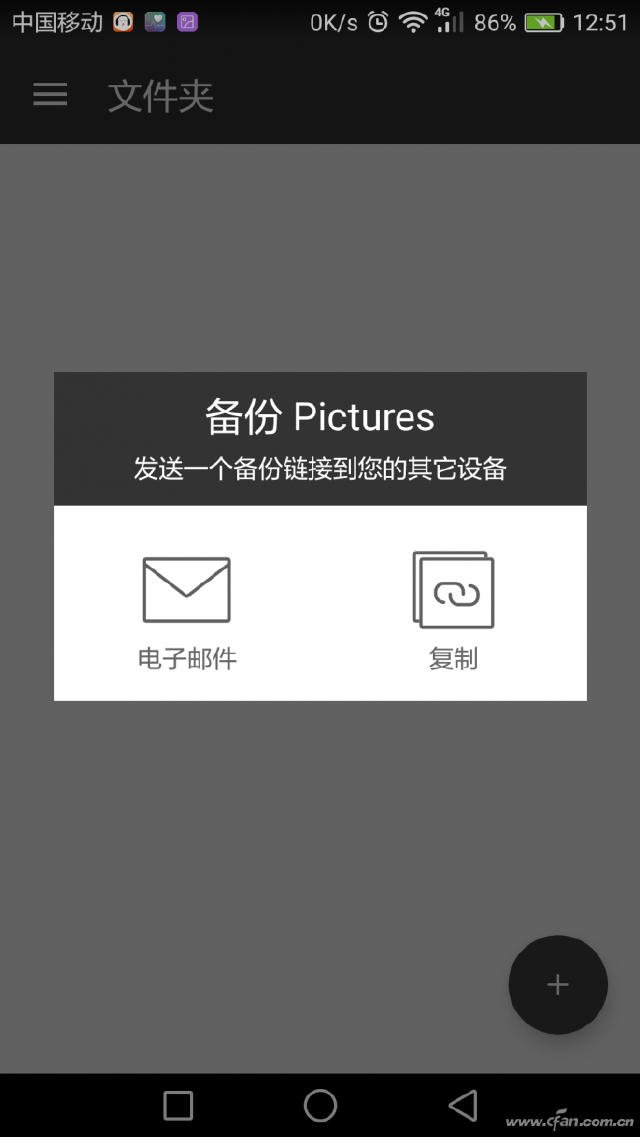 中国移动 0K/s 4G 86% 12:51
文件夹
备份 Pictures
发送一个备份链接到您的其它设备
电子邮件 复制
www.cfan.com.cn